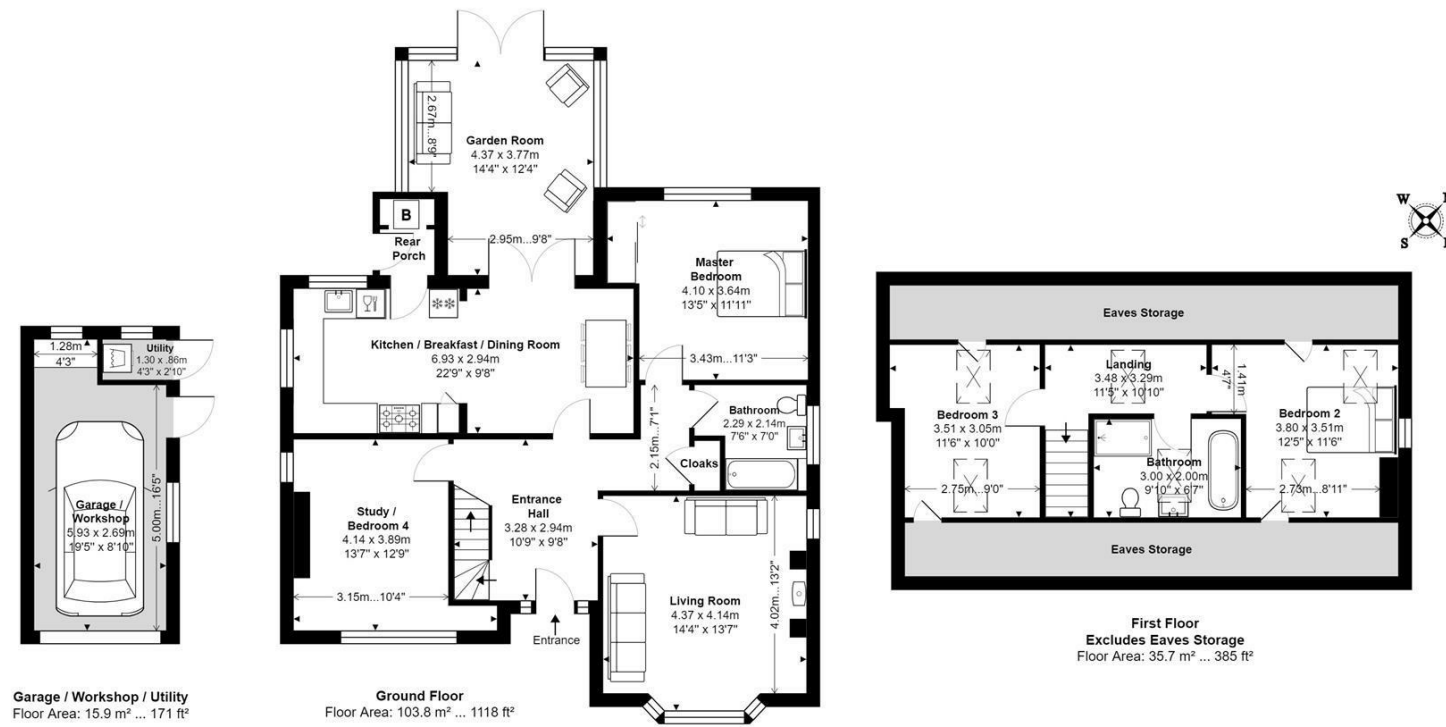 Garden Room
4.37 x 3.77m
14'4" x 12'4"
2.67m...8'9"
2.95m...9'8"
B
Rear
Porch
Master
Bedroom
4.10 x 3.64m
13'5" x 11'11"
3.43m...11'3"
Kitchen / Breakfast / Dining Room
6.93 x 2.94m
22'9" x 9'8"
Bathroom
2.29 x 2.14m
7'6" x 7'0"
2.15m...7'1"
Cloaks
Study /
Bedroom 4
4.14 x 3.89m
13'7" x 12'9"
3.15m...10'4"
Entrance
Hall
3.28 x 2.94m
10'9" x 9'8"
Living Room
4.37 x 4.14m
14'4" x 13'7"
4.02m...13'2"
Entrance
Ground Floor
Floor Area: 103.8 m² ... 1118 ft²
1.28m
4'3"
Utility
1.30 x .86m
4'3" x 2'10"
Garage /
Workshop
5.93 x 2.69m
19'5" x 8'10"
5.00m...16'5"
Garage / Workshop / Utility
Floor Area: 15.9 m² ... 171 ft²
W
S
Eaves Storage
Landing
3.48 x 3.29m
11'5" x 10'10"
1.41m
4'7"
Bedroom 3
3.51 x 3.05m
11'6" x 10'0"
2.75m...9'0"
Bedroom 2
3.80 x 3.51m
12'5" x 11'6"
2.73m...8'11"
Bathroom
3.00 x 2.00m
9'10" x 6'7"
Eaves Storage
First Floor
Excludes Eaves Storage
Floor Area: 35.7 m² ... 385 ft²